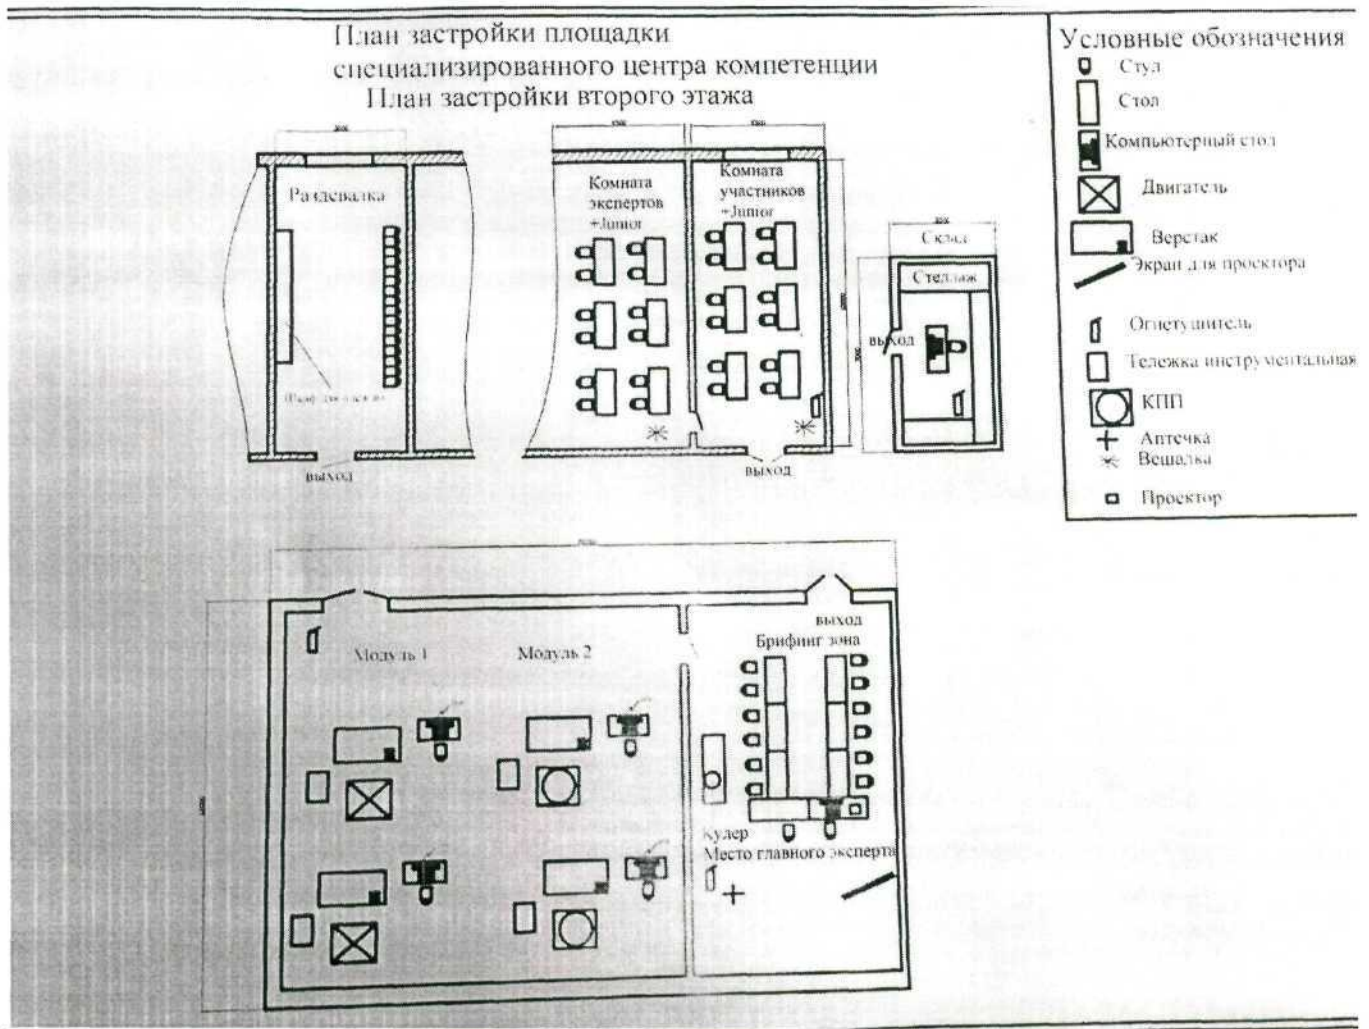 План застройки площадки
специализированного центра компетенции
План застройки второго этажа
Условные обозначения
Стул
Стол
Компьютерный стол
Двигатель
Верстак
Экран для проектора
Огнетушитель
Тележка инструментальная
КПП
Аптечка
Вешалка
Проектор
Раздевалка
выход
Комната
экспертов
+Junior
Комната
участников
+Junior
выход
Склад
Стеллаж
выход
Модуль 1
Модуль 2
выход
Брифинг зона
Кулер
Место главного эксперта